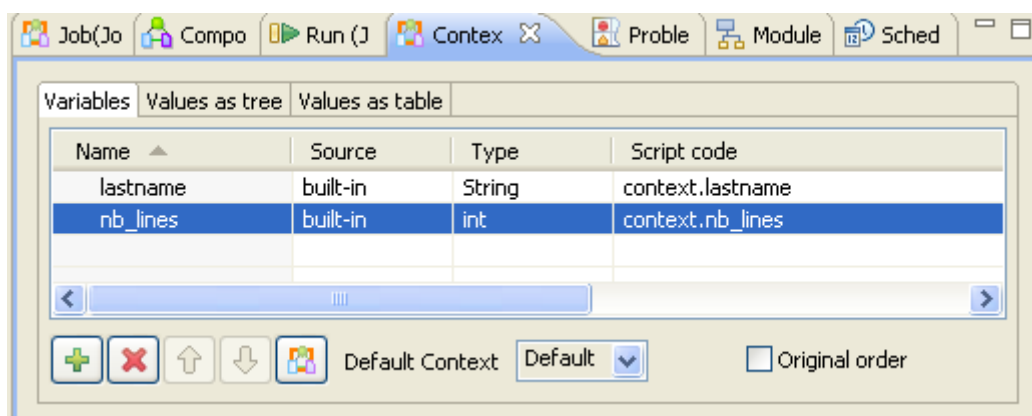 Job(Jo Compo Run (J Contex Proble Module Sched
Variables Values as tree Values as table
Name Source Type Script code
lastname built-in String context.lastname
nb_lines built-in int context.nb_lines
Default Context Default Original order